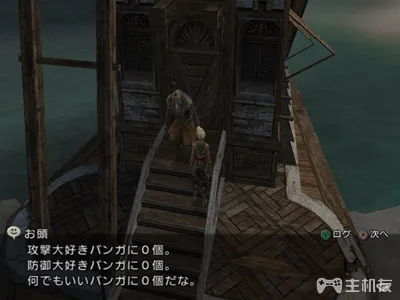 お頭
攻撃大好きバンガに0個。
防御大好きバンガに0個。
何でもいいバンガに0個だな。
ログ 次へ
主机友